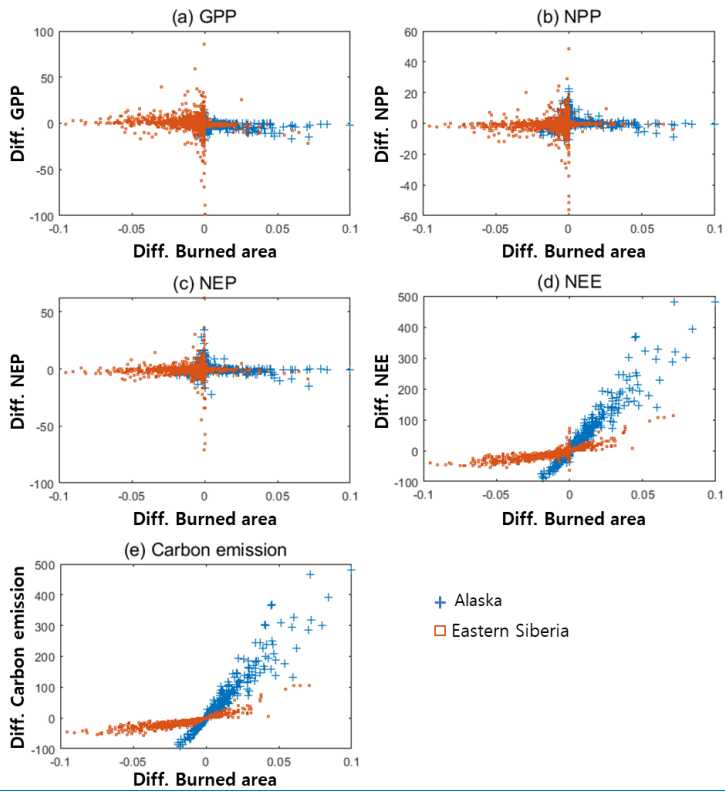 (a) GPP
100
50
0
-50
-100
Diff. GPP
-0.1 -0.05 0 0.05 0.1
Diff. Burned area
(b) NPP
60
40
20
0
-20
-40
-60
Diff. NPP
-0.1 -0.05 0 0.05 0.1
Diff. Burned area
(c) NEP
50
0
-50
-100
Diff. NEP
-0.1 -0.05 0 0.05 0.1
Diff. Burned area
(d) NEE
500
400
300
200
100
0
-100
Diff. NEE
-0.1 -0.05 0 0.05 0.1
Diff. Burned area
(e) Carbon emission
500
400
300
200
100
0
-100
Diff. Carbon emission
-0.1 -0.05 0 0.05 0.1
Diff. Burned area
Alaska
Eastern Siberia